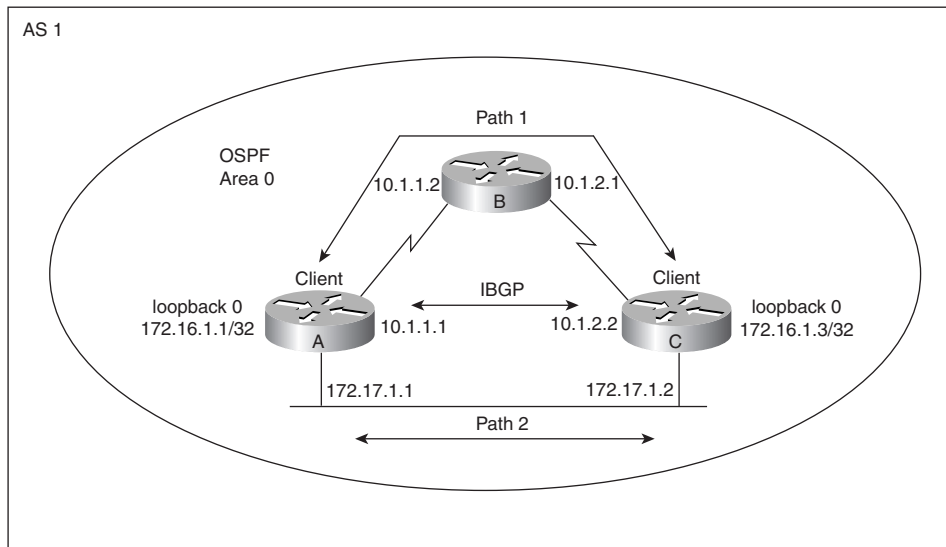 AS 1
Path 1
OSPF
Area 0
10.1.1.2
10.1.2.1
B
Client
Client
IBGP
loopback 0
172.16.1.1/32
10.1.1.1
10.1.2.2
loopback 0
172.16.1.3/32
A
C
172.17.1.1
172.17.1.2
Path 2